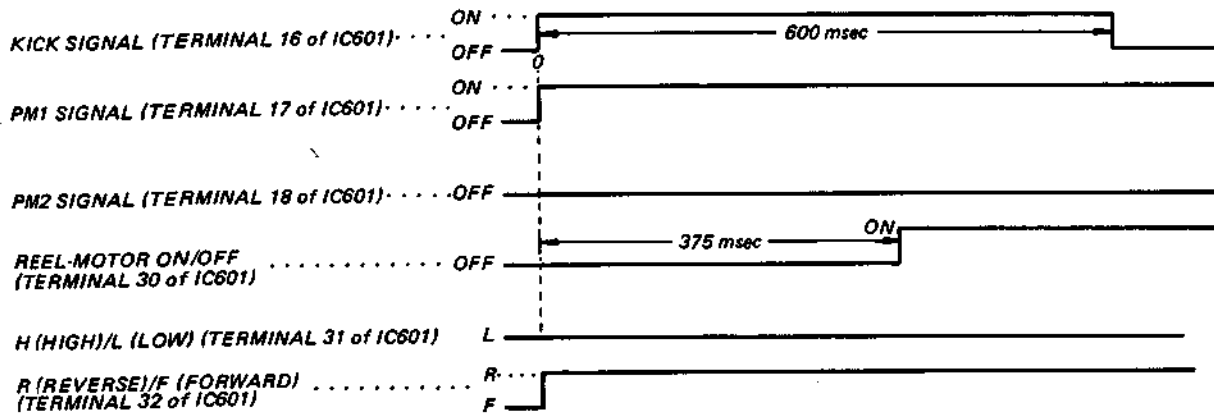 KICK SIGNAL (TERMINAL 16 of IC601) · · · · · ON · · ·
OFF
600 msec
0
PM1 SIGNAL (TERMINAL 17 of IC601) · · · · · ON · · ·
OFF
PM2 SIGNAL (TERMINAL 18 of IC601) · · · · · OFF
375 msec
ON
REEL-MOTOR ON/OFF . . . . . . . . . . . . OFF
(TERMINAL 30 of IC601)
H (HIGH)/L (LOW) (TERMINAL 31 of IC601) L
R (REVERSE)/F (FORWARD) . . . . . . . . . . R · · · ·
(TERMINAL 32 of IC601) F